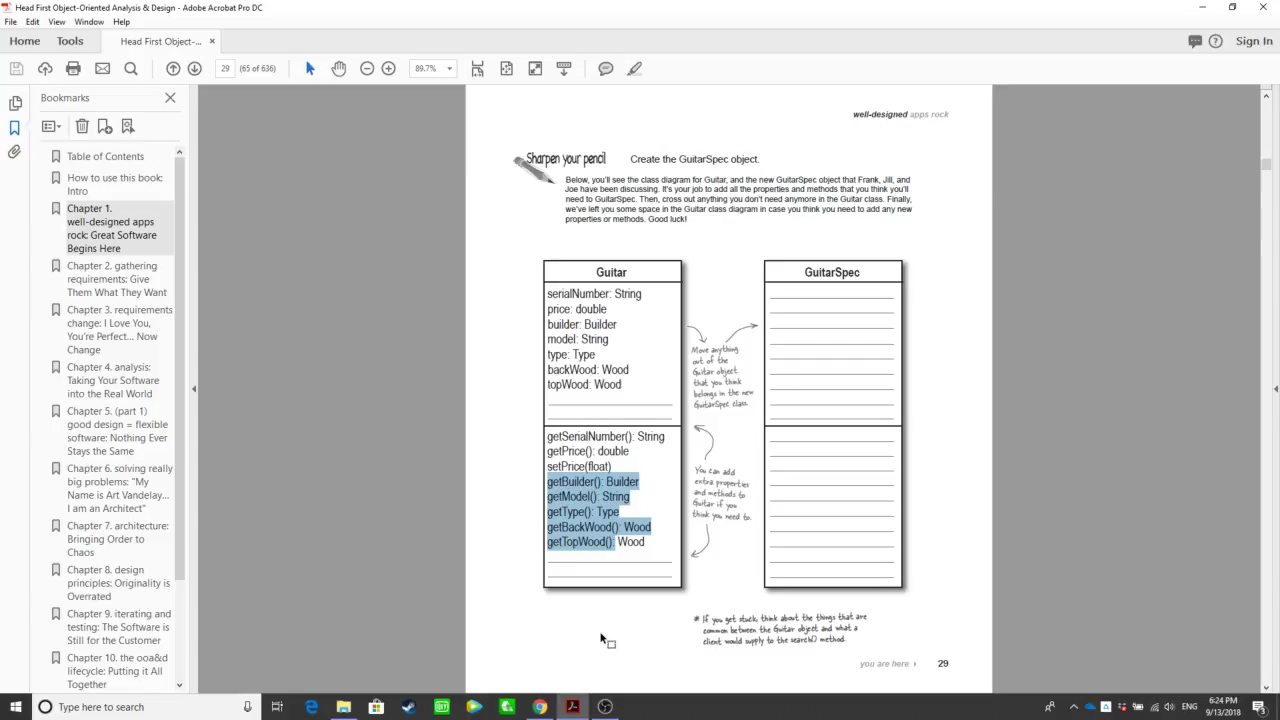 Head First Object-Oriented Analysis & Design - Adobe Acrobat Pro DC
File Edit View Window Help
Home Tools Head First Object-... × Sign In
29 (65 of 636) 89.7%
Bookmarks
Table of Contents
How to use this book:
Intro
Chapter 1.
well-designed apps
rock: Great Software
Begins Here
Chapter 2. gathering
requirements: Give
Them What They Want
Chapter 3. requirements
change: I Love You,
You're Perfect... Now
Change
Chapter 4. analysis:
Taking Your Software
into the Real World
Chapter 5. (part 1)
good design = flexible
software: Nothing Ever
Stays the Same
Chapter 6. solving really
big problems: "My
Name is Art Vandelay...
I am an Architect"
Chapter 7. architecture:
Bringing Order to
Chaos
Chapter 8. design
principles: Originality is
Overrated
Chapter 9. iterating and
testing: The Software is
Still for the Customer
Chapter 10. the ooa&d
lifecycle: Putting it All
Together
well-designed apps rock
Sharpen your pencil
Create the GuitarSpec object.
Below, you'll see the class diagram for Guitar, and the new GuitarSpec object that Frank, Jill, and
Joe have been discussing. It's your job to add all the properties and methods that you think you'll
need to GuitarSpec. Then, cross out anything you don't need anymore in the Guitar class. Finally,
we've left you some space in the Guitar class diagram in case you think you need to add any new
properties or methods. Good luck!
Guitar
serialNumber: String
price: double
builder: Builder
model: String
type: Type
backWood: Wood
topWood: Wood
getSerialNumber(): String
getPrice(): double
setPrice(float)
getBuilder(): Builder
getModel(): String
getType(): Type
getBackWood(): Wood
getTopWood(): Wood
Move anything
out of the
Guitar object
that you think
belongs in the new
GuitarSpec class.
You can add
extra properties
and methods to
Guitar if you
think you need to.
GuitarSpec
* If you get stuck, think about the things that are
common between the Guitar object and what a
client would supply to the search() method.
you are here 29
Type here to search
ENG
6:24 PM
9/13/2018